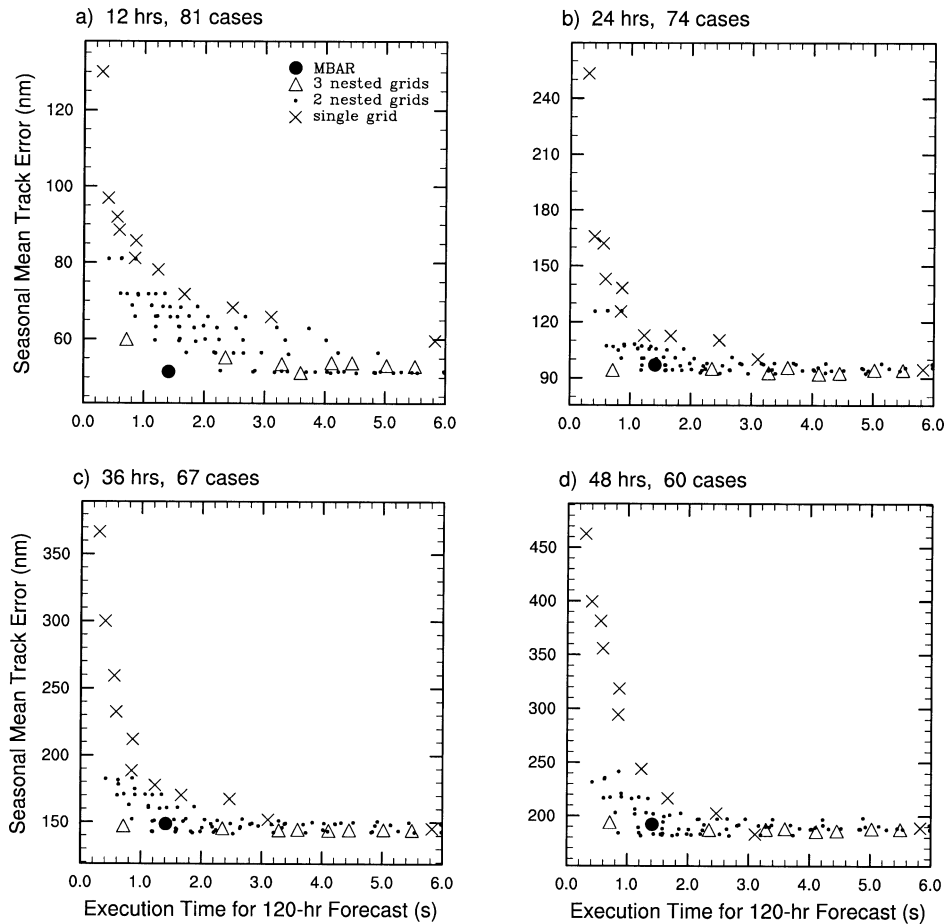 a) 12 hrs, 81 cases
Seasonal Mean Track Error (nm)
130
120
100
80
60
MBAR
3 nested grids
2 nested grids
single grid
0.0 1.0 2.0 3.0 4.0 5.0 6.0
b) 24 hrs, 74 cases
240
210
180
150
120
90
0.0 1.0 2.0 3.0 4.0 5.0 6.0
c) 36 hrs, 67 cases
Seasonal Mean Track Error (nm)
350
300
250
200
150
0.0 1.0 2.0 3.0 4.0 5.0 6.0
Execution Time for 120-hr Forecast (s)
d) 48 hrs, 60 cases
450
400
350
300
250
200
0.0 1.0 2.0 3.0 4.0 5.0 6.0
Execution Time for 120-hr Forecast (s)